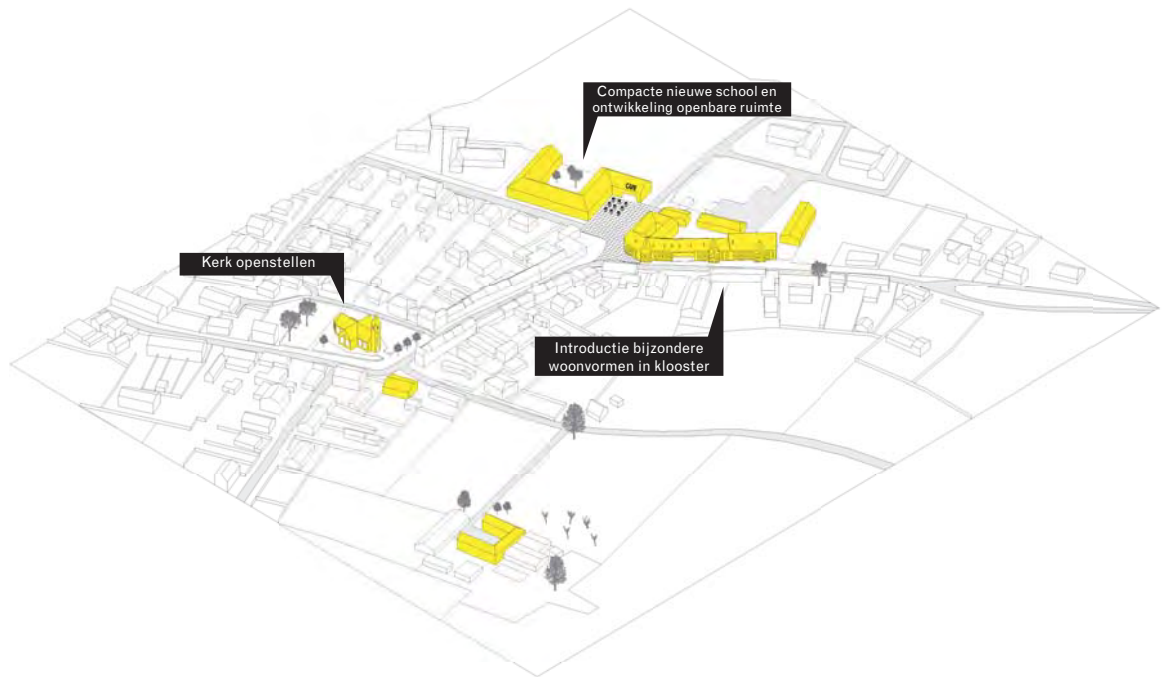 Compacte nieuwe school en
ontwikkeling openbare ruimte
Kerk openstellen
Introductie bijzondere
woonvormen in klooster